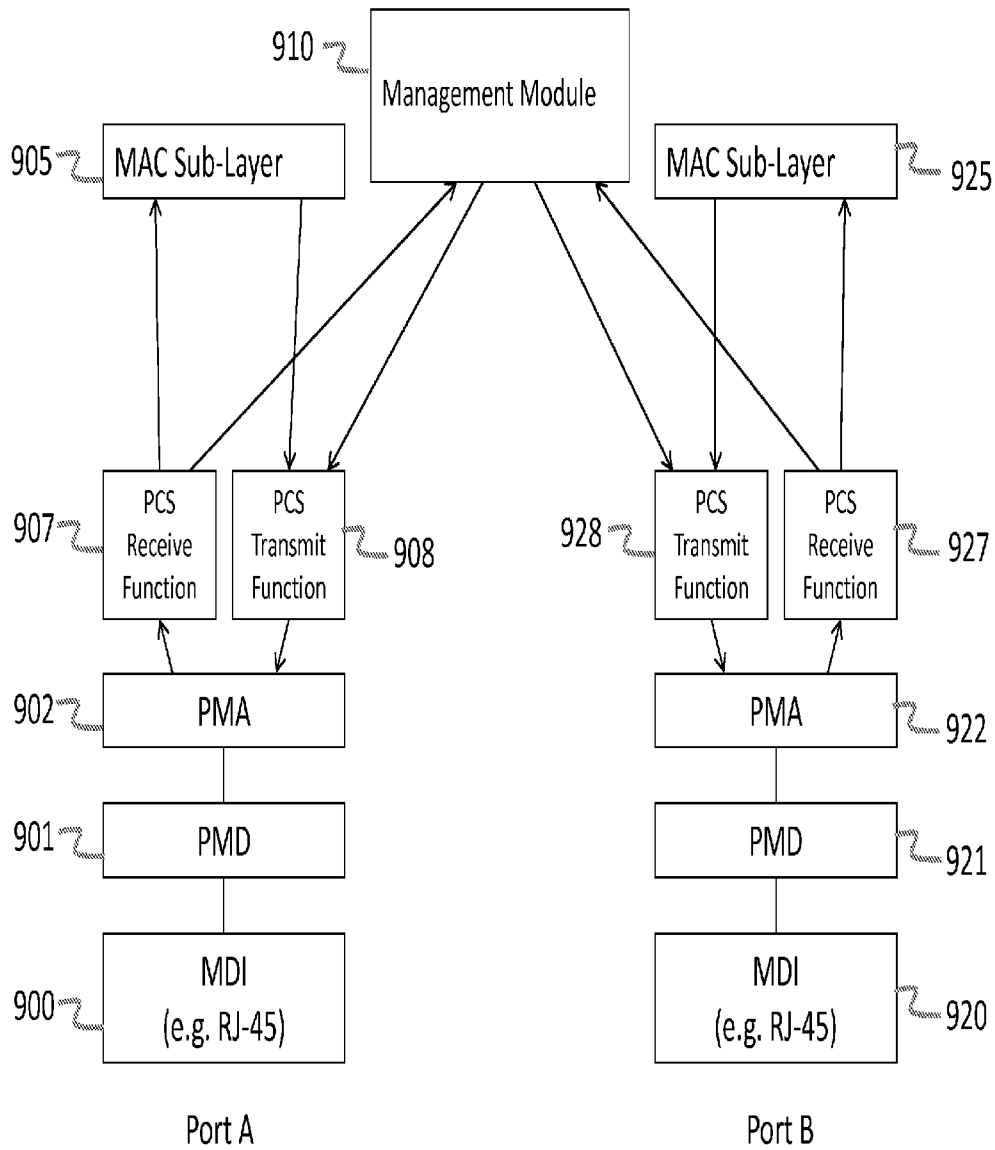 910
Management Module
905
MAC Sub-Layer
MAC Sub-Layer
925
907
PCS
Receive
Function
PCS
Transmit
Function
908
928
PCS
Transmit
Function
PCS
Receive
Function
927
902
PMA
PMA
922
901
PMD
PMD
921
900
MDI
(e.g. RJ-45)
MDI
(e.g. RJ-45)
920
Port A
Port B